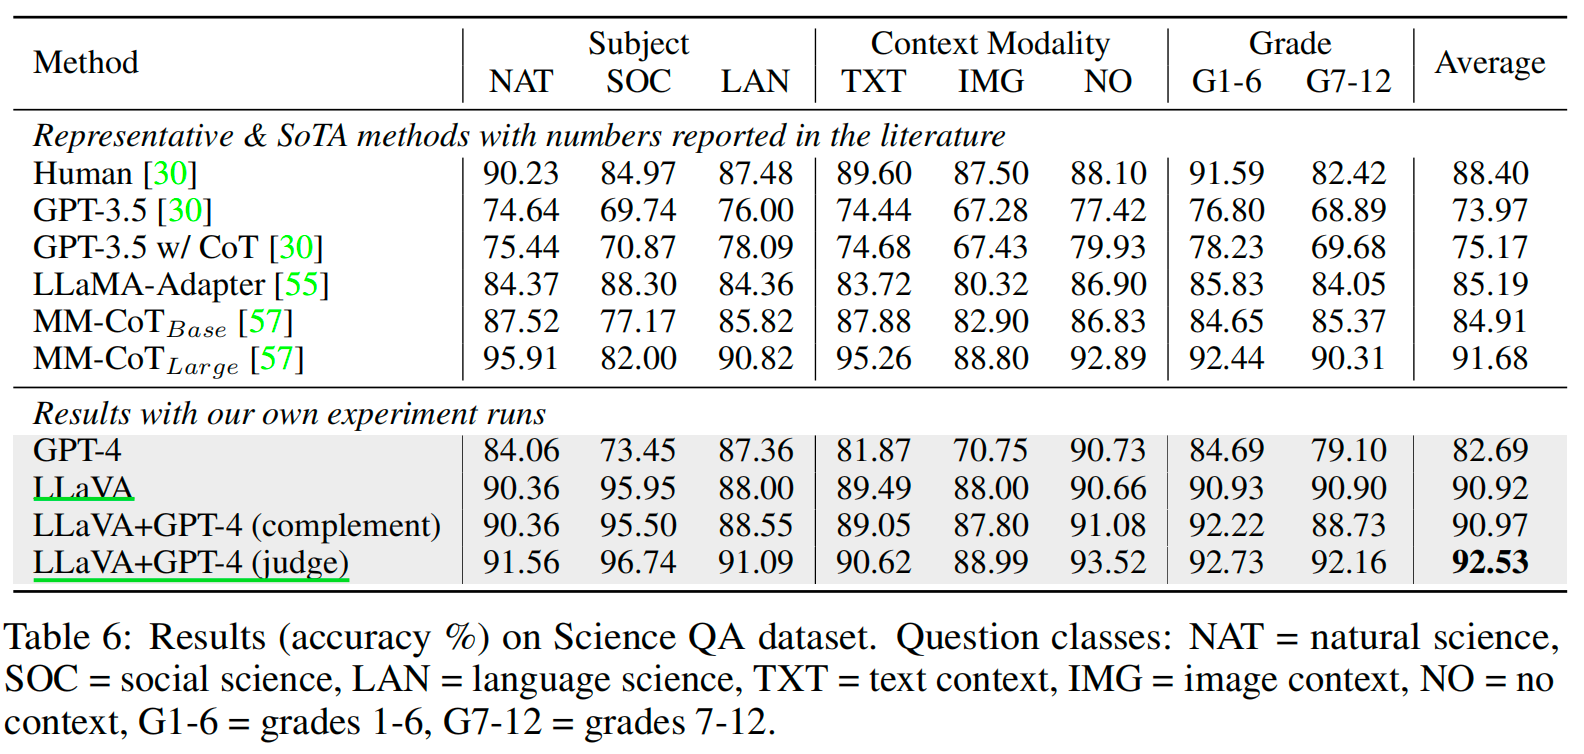 Method Subject Context Modality Grade Average
NAT SOC LAN TXT IMG NO G1-6 G7-12
Representative & SoTA methods with numbers reported in the literature
Human [30] 90.23 84.97 87.48 89.60 87.50 88.10 91.59 82.42 88.40
GPT-3.5 [30] 74.64 69.74 76.00 74.44 67.28 77.42 76.80 68.89 73.97
GPT-3.5 w/ CoT [30] 75.44 70.87 78.09 74.68 67.43 79.93 78.23 69.68 75.17
LLaMA-Adapter [55] 84.37 88.30 84.36 83.72 80.32 86.90 85.83 84.05 85.19
MM-CoT Base [57] 87.52 77.17 85.82 87.88 82.90 86.83 84.65 85.37 84.91
MM-CoT Large [57] 95.91 82.00 90.82 95.26 88.80 92.89 92.44 90.31 91.68
Results with our own experiment runs
GPT-4 84.06 73.45 87.36 81.87 70.75 90.73 84.69 79.10 82.69
LLaVA 90.36 95.95 88.00 89.49 88.00 90.66 90.93 90.90 90.92
LLaVA+GPT-4 (complement) 90.36 95.50 88.55 89.05 87.80 91.08 92.22 88.73 90.97
LLaVA+GPT-4 (judge) 91.56 96.74 91.09 90.62 88.99 93.52 92.73 92.16 92.53
Table 6: Results (accuracy %) on Science QA dataset. Question classes: NAT = natural science,
SOC = social science, LAN = language science, TXT = text context, IMG = image context, NO = no
context, G1-6 = grades 1-6, G7-12 = grades 7-12.